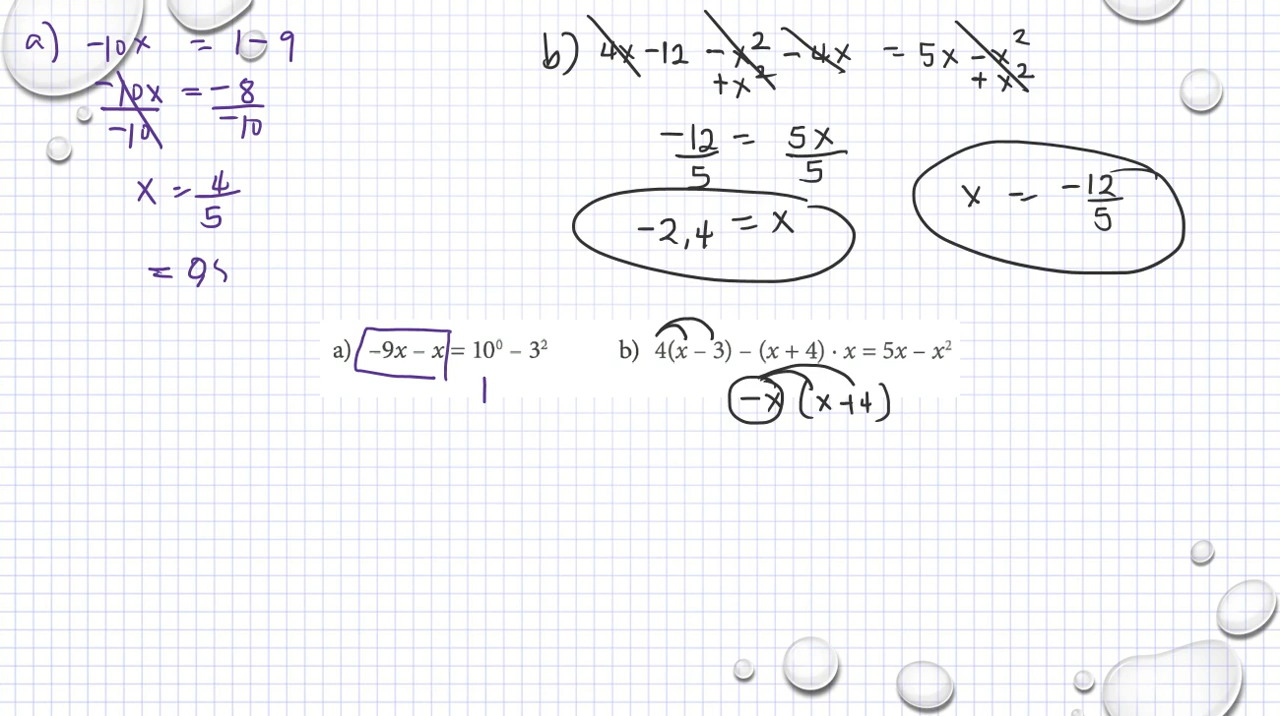 a) -10x = 1 - 9
-10x/-10 = -8/-10
x = 4/5
b) 4x - 12 - x² - 4x = 5x - x²
+x² + x²
-12/5 = 5x/5
-2,4 = x
x = -12/5
a) -9x - x = 10⁰ - 3²
1
b) 4(x - 3) - (x + 4) · x = 5x - x²
-x (x + 4)